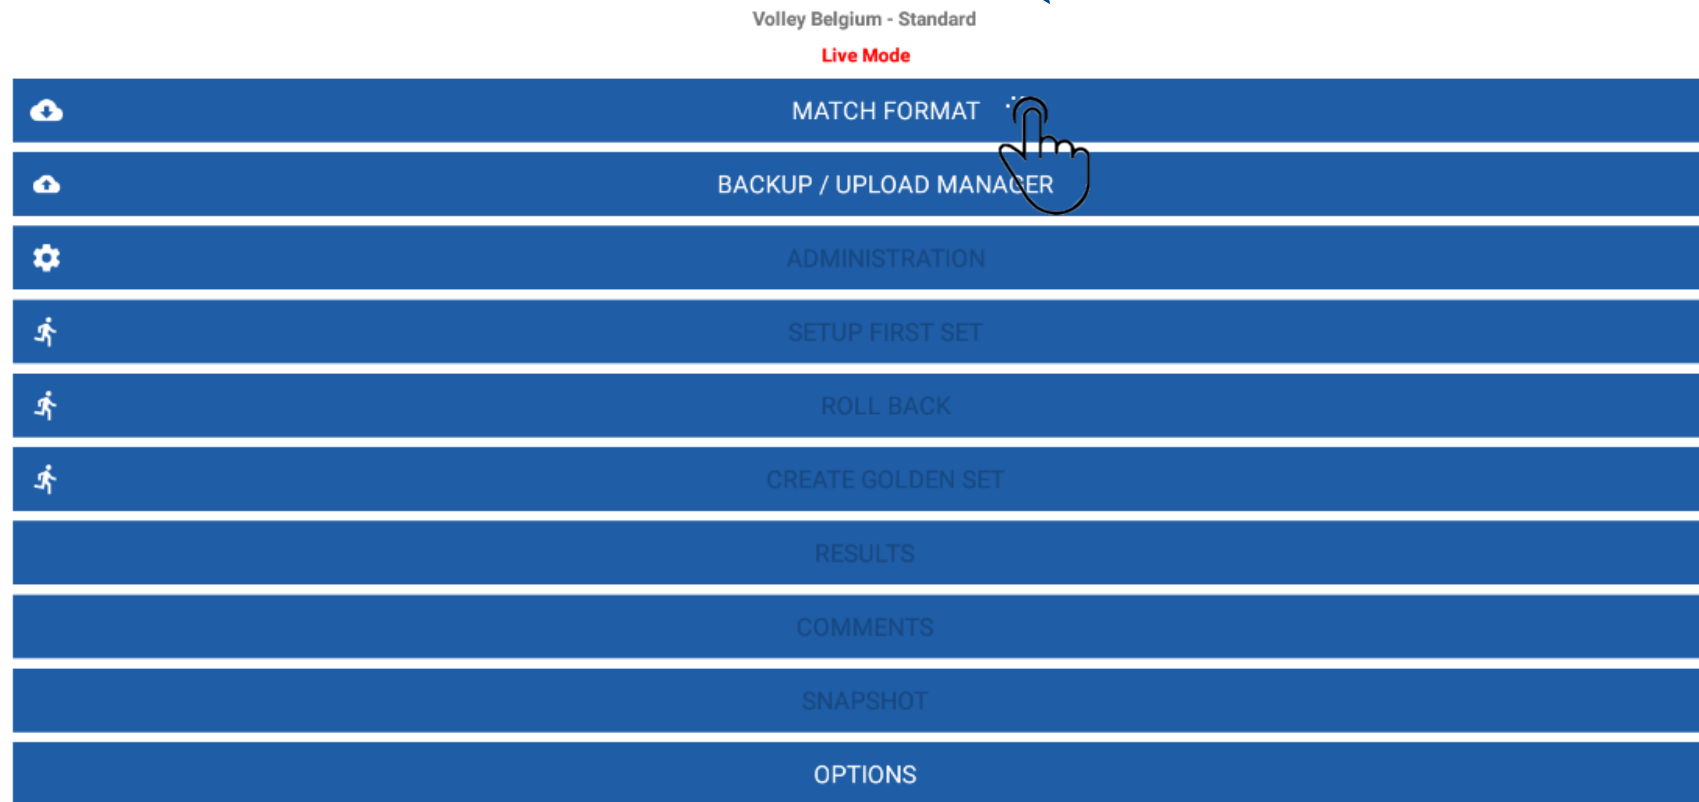 Volley Belgium - Standard
Live Mode
MATCH FORMAT
BACKUP / UPLOAD MANAGER
ADMINISTRATION
SETUP FIRST SET
ROLL BACK
CREATE GOLDEN SET
RESULTS
COMMENTS
SNAPSHOT
OPTIONS